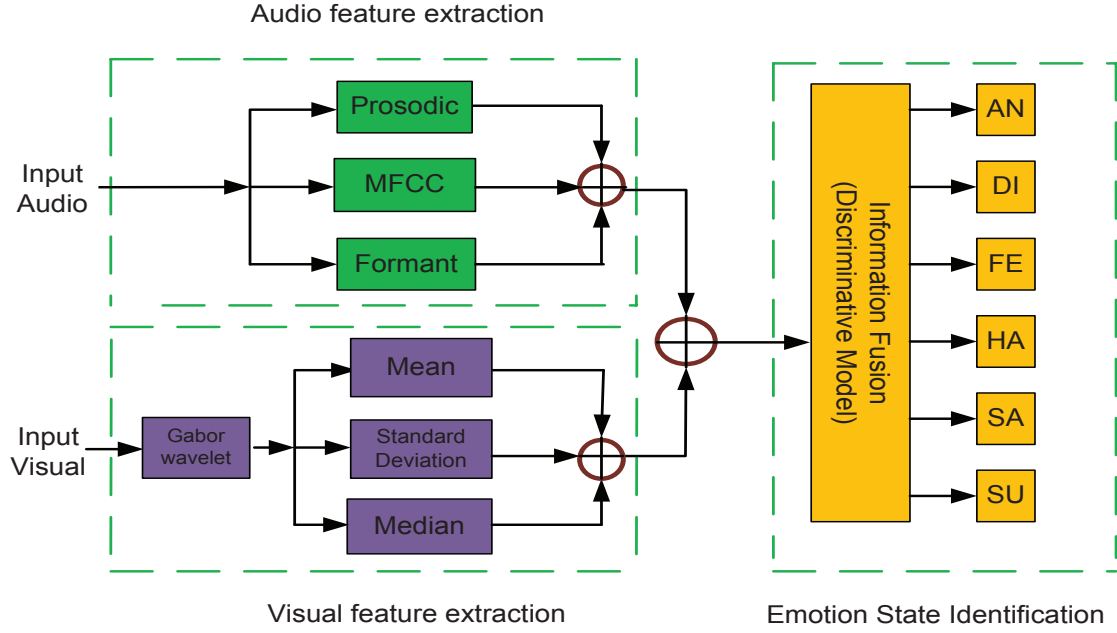 Audio feature extraction
Input
Audio
Prosodic
MFCC
Formant
Input
Visual
Gabor
wavelet
Mean
Standard
Deviation
Median
Visual feature extraction
Information Fusion
(Discriminative Model)
AN
DI
FE
HA
SA
SU
Emotion State Identification